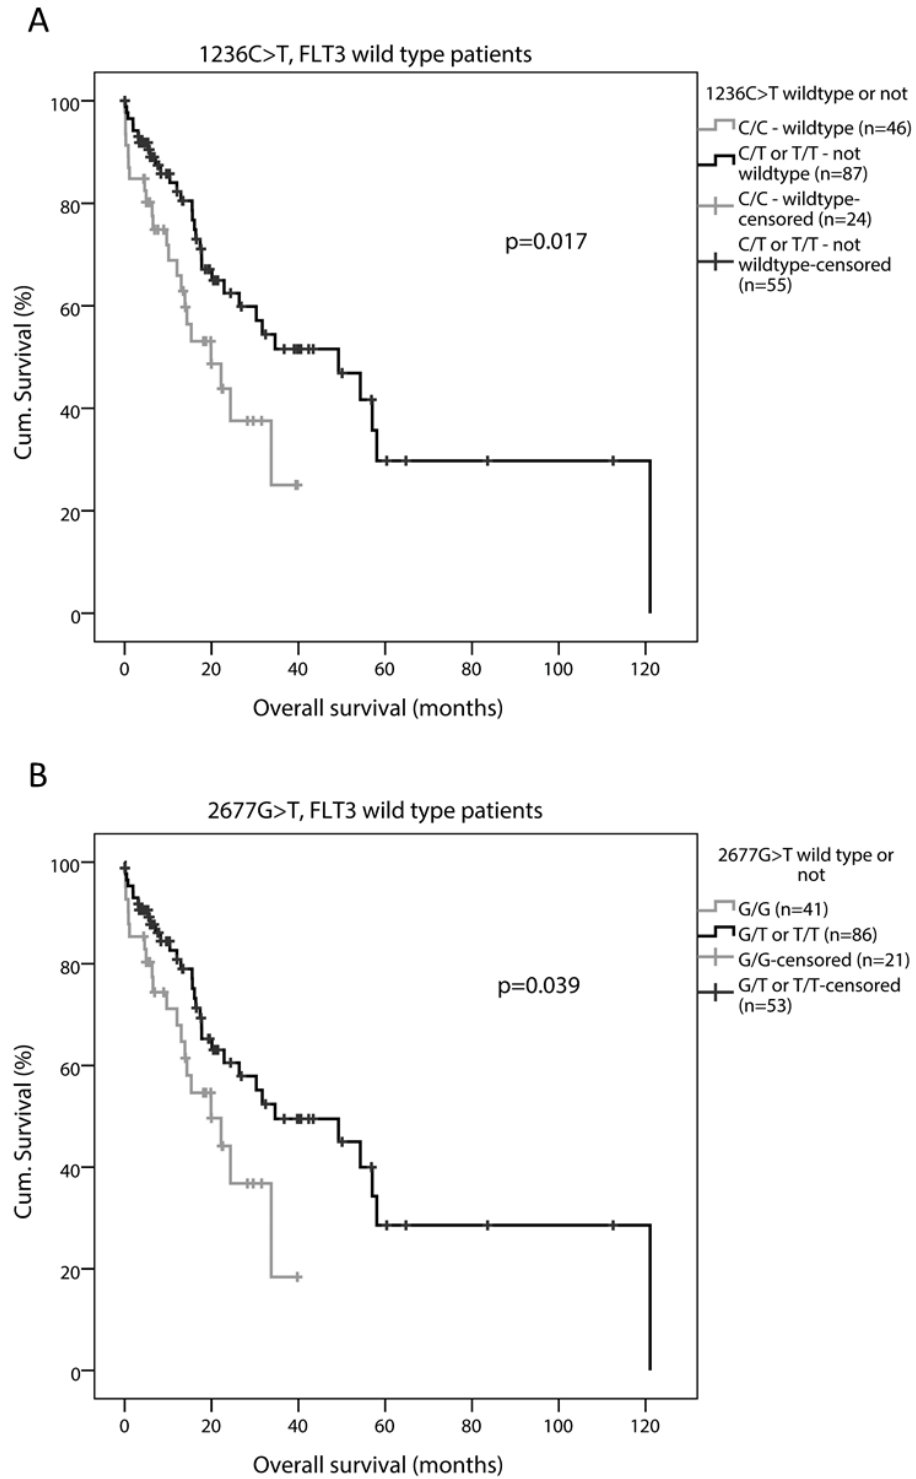 A
1236C>T, FLT3 wild type patients
100
80
60
40
20
0
Cum. Survival (%)
0 20 40 60 80 100 120
Overall survival (months)
p=0.017
1236C>T wildtype or not
C/C - wildtype (n=46)
C/T or T/T - not
wildtype (n=87)
C/C - wildtype-
censored (n=24)
C/T or T/T - not
wildtype-censored
(n=55)
B
2677G>T, FLT3 wild type patients
100
80
60
40
20
0
Cum. Survival (%)
0 20 40 60 80 100 120
Overall survival (months)
p=0.039
2677G>T wild type or
not
G/G (n=41)
G/T or T/T (n=86)
G/G-censored (n=21)
G/T or T/T-censored
(n=53)